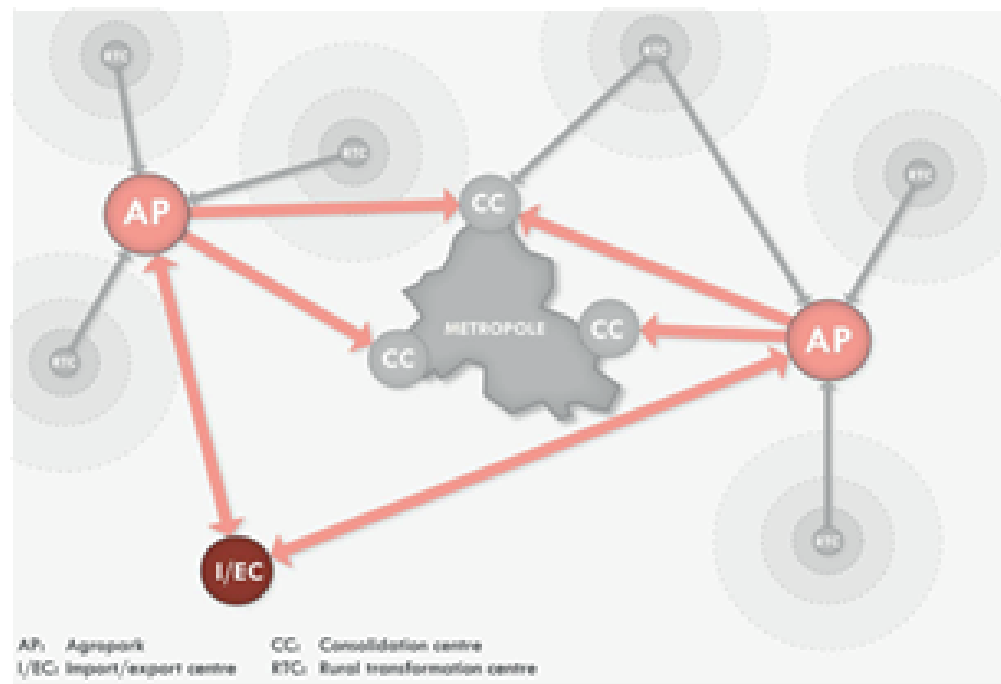 RTC
RTC
RTC
RTC
AP
CC
METROPOLE
CC
AP
CC
RTC
RTC
I/EC
AP: Agropark
CC: Consolidation centre
I/EC: Import/export centre
RTC: Rural transformation centre